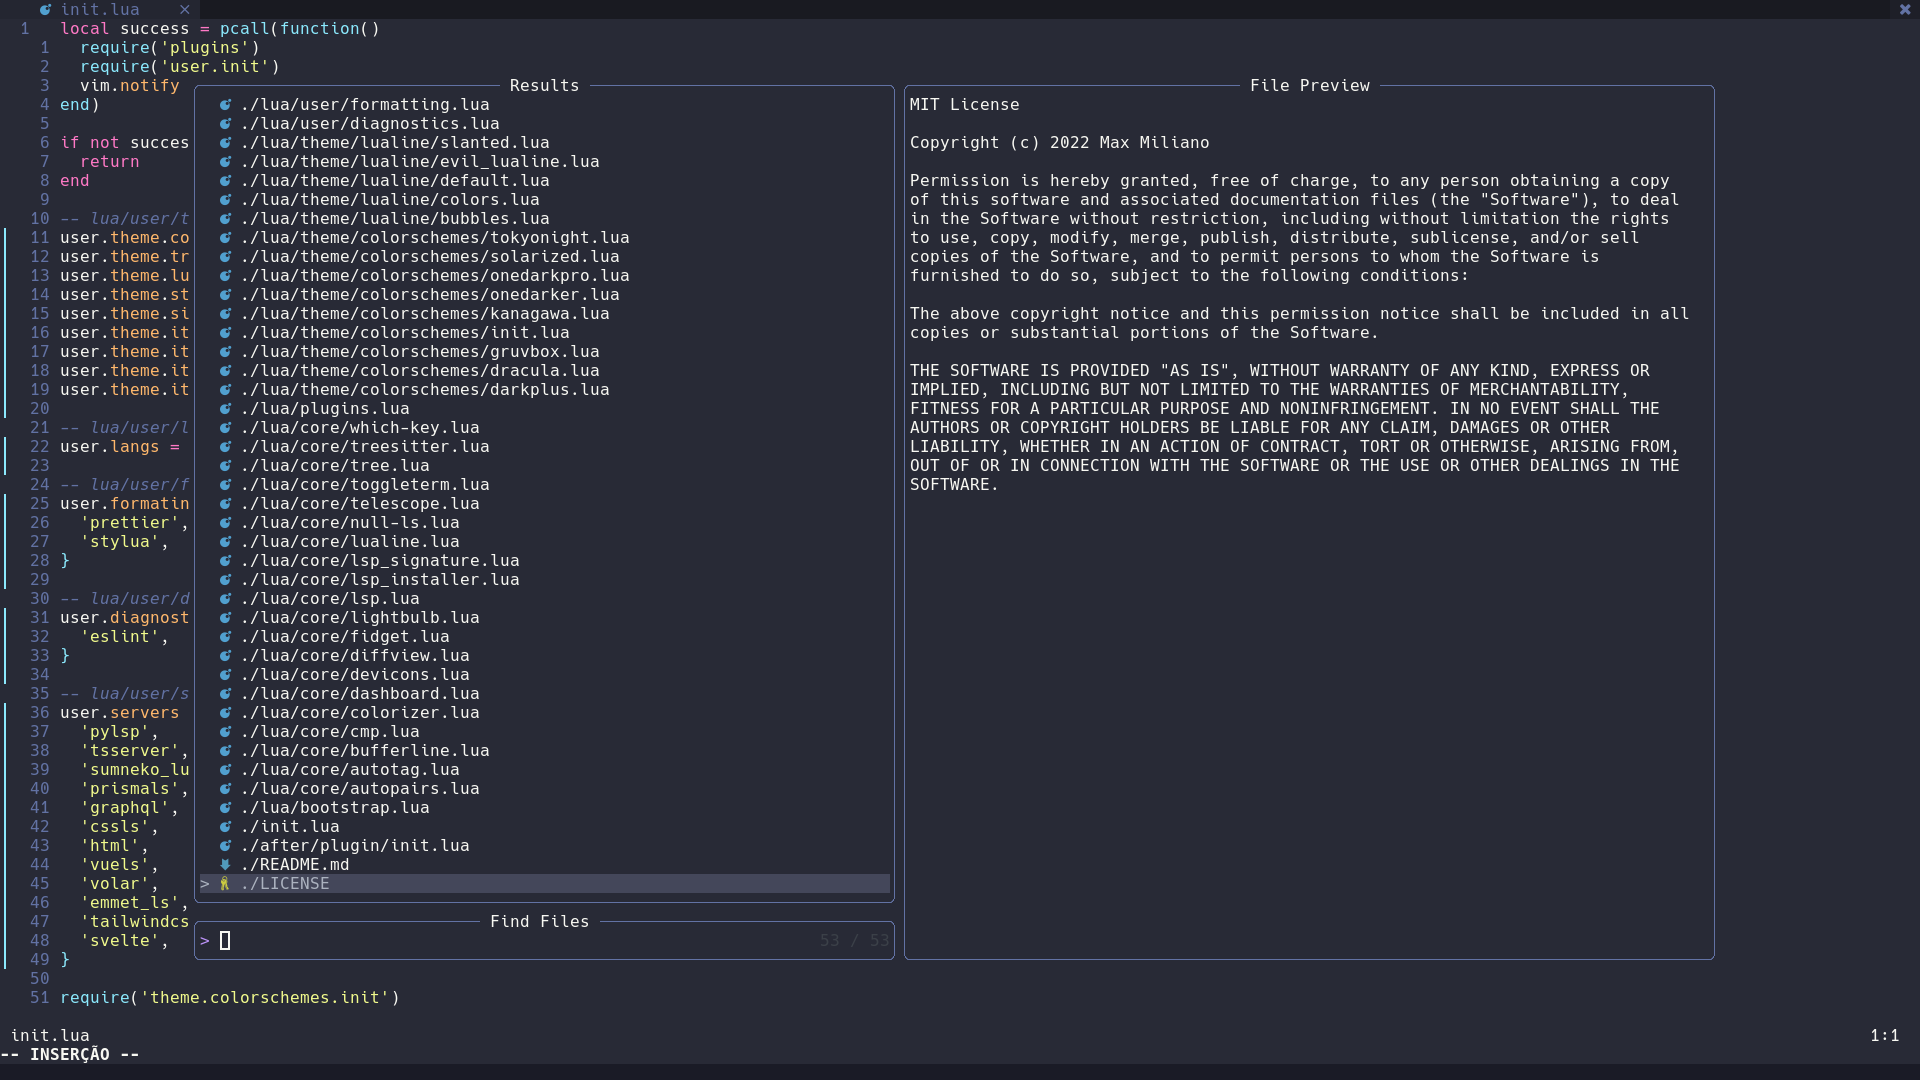 init.lua
1 local success = pcall(function()
1 require('plugins')
2 require('user.init')
3 vim.notify
4 end)
5
6 if not succes
7 return
8 end
9
10 -- lua/user/t
11 user.theme.co
12 user.theme.tr
13 user.theme.lu
14 user.theme.st
15 user.theme.si
16 user.theme.it
17 user.theme.it
18 user.theme.it
19 user.theme.it
20
21 -- lua/user/l
22 user.langs =
23
24 -- lua/user/f
25 user.formatin
26 'prettier',
27 'stylua',
28 }
29
30 -- lua/user/d
31 user.diagnost
32 'eslint',
33 }
34
35 -- lua/user/s
36 user.servers
37 'pylsp',
38 'tsserver',
39 'sumneko_lu
40 'prismals',
41 'graphql',
42 'cssls',
43 'html',
44 'vuels',
45 'volar',
46 'emmet_ls',
47 'tailwindcs
48 'svelte',
49 }
50
51 require('theme.colorschemes.init')
Results
./lua/user/formatting.lua
./lua/user/diagnostics.lua
./lua/theme/lualine/slanted.lua
./lua/theme/lualine/evil_lualine.lua
./lua/theme/lualine/default.lua
./lua/theme/lualine/colors.lua
./lua/theme/lualine/bubbles.lua
./lua/theme/colorschemes/tokyonight.lua
./lua/theme/colorschemes/solarized.lua
./lua/theme/colorschemes/onedarkpro.lua
./lua/theme/colorschemes/onedarker.lua
./lua/theme/colorschemes/kanagawa.lua
./lua/theme/colorschemes/init.lua
./lua/theme/colorschemes/gruvbox.lua
./lua/theme/colorschemes/dracula.lua
./lua/theme/colorschemes/darkplus.lua
./lua/plugins.lua
./lua/core/which-key.lua
./lua/core/treesitter.lua
./lua/core/tree.lua
./lua/core/toggleterm.lua
./lua/core/telescope.lua
./lua/core/null-ls.lua
./lua/core/lualine.lua
./lua/core/lsp_signature.lua
./lua/core/lsp_installer.lua
./lua/core/lsp.lua
./lua/core/lightbulb.lua
./lua/core/fidget.lua
./lua/core/diffview.lua
./lua/core/devicons.lua
./lua/core/dashboard.lua
./lua/core/colorizer.lua
./lua/core/cmp.lua
./lua/core/bufferline.lua
./lua/core/autotag.lua
./lua/core/autopairs.lua
./lua/bootstrap.lua
./init.lua
./after/plugin/init.lua
./README.md
> ./LICENSE
Find Files
> 53 / 53
File Preview
MIT License
Copyright (c) 2022 Max Miliano
Permission is hereby granted, free of charge, to any person obtaining a copy
of this software and associated documentation files (the "Software"), to deal
in the Software without restriction, including without limitation the rights
to use, copy, modify, merge, publish, distribute, sublicense, and/or sell
copies of the Software, and to permit persons to whom the Software is
furnished to do so, subject to the following conditions:
The above copyright notice and this permission notice shall be included in all
copies or substantial portions of the Software.
THE SOFTWARE IS PROVIDED "AS IS", WITHOUT WARRANTY OF ANY KIND, EXPRESS OR
IMPLIED, INCLUDING BUT NOT LIMITED TO THE WARRANTIES OF MERCHANTABILITY,
FITNESS FOR A PARTICULAR PURPOSE AND NONINFRINGEMENT. IN NO EVENT SHALL THE
AUTHORS OR COPYRIGHT HOLDERS BE LIABLE FOR ANY CLAIM, DAMAGES OR OTHER
LIABILITY, WHETHER IN AN ACTION OF CONTRACT, TORT OR OTHERWISE, ARISING FROM,
OUT OF OR IN CONNECTION WITH THE SOFTWARE OR THE USE OR OTHER DEALINGS IN THE
SOFTWARE.
init.lua 1:1
-- INSERÇÃO --